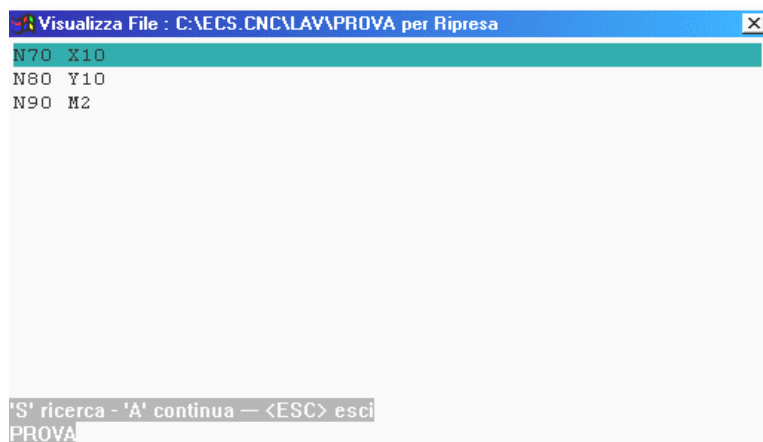 Visualizza File : C:\ECS.CNC\LAV\PROVA per Ripresa
N70 X10
N80 Y10
N90 M2
'S' ricerca - 'A' continua — <ESC> esci
PROVA